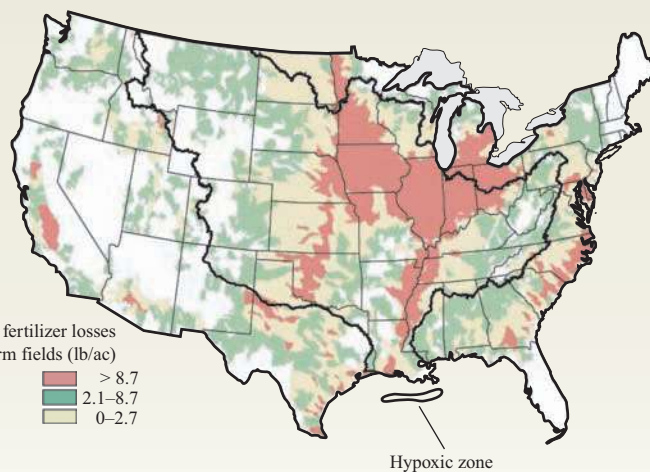 fertilizer losses
rm fields (lb/ac)
> 8.7
2.1–8.7
0–2.7
Hypoxic zone